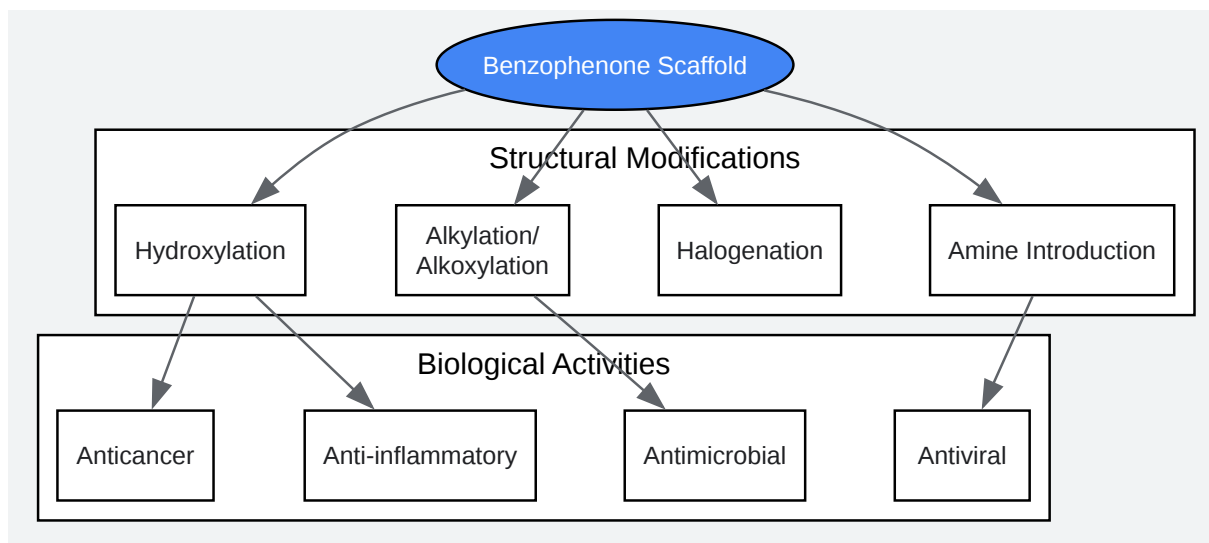 Benzophenone Scaffold
Structural Modifications
Hydroxylation
Alkylation/
Alkoxylation
Halogenation
Amine Introduction
Biological Activities
Anticancer
Anti-inflammatory
Antimicrobial
Antiviral